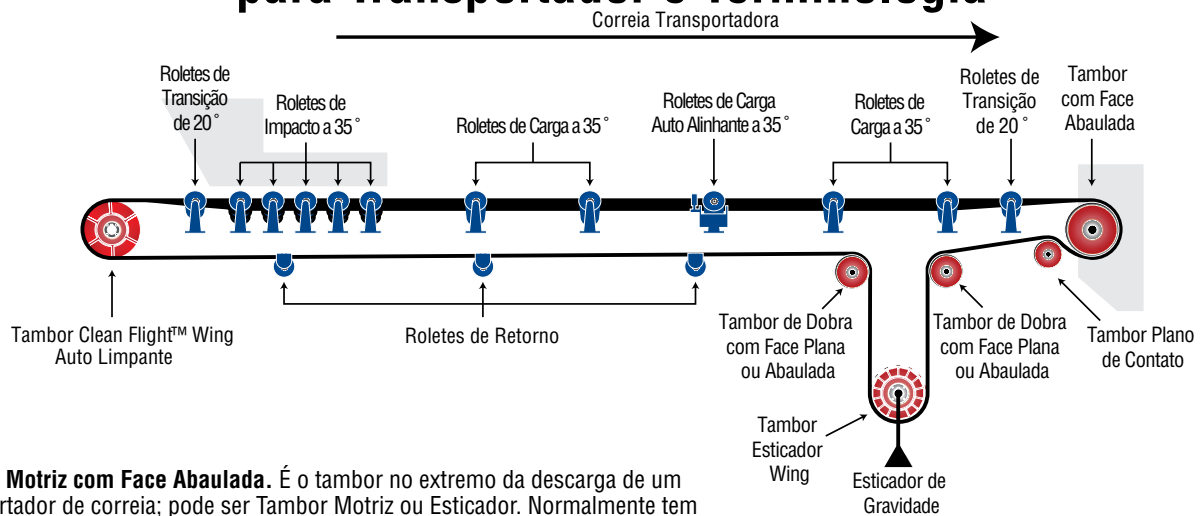 para Transportador e Terminologia
Correia Transportadora
Roletes de
Transição
de 20°
Roletes de
Impacto a 35°
Roletes de Carga a 35°
Roletes de Carga
Auto Alinhante a 35°
Roletes de
Carga a 35°
Roletes de
Transição
de 20°
Tambor
com Face
Abaulada
Tambor Clean Flight™ Wing
Auto Limpante
Roletes de Retorno
Tambor de Dobra
com Face Plana
ou Abaulada
Tambor de Dobra
com Face Plana
ou Abaulada
Tambor Plano
de Contato
Tambor
Esticador
Wing
Esticador de
Gravidade
Motriz com Face Abaulada. É o tambor no extremo da descarga de um
rtador de correia; pode ser Tambor Motriz ou Esticador. Normalmente tem